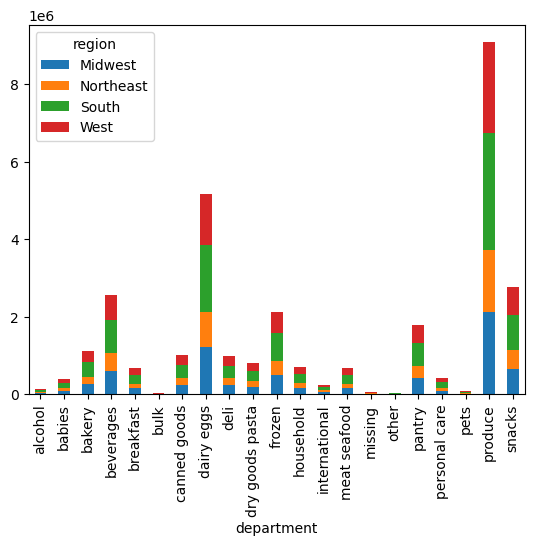 1e6
region
Midwest
Northeast
South
West
8
6
4
2
0
alcohol
babies
bakery
beverages
breakfast
bulk
canned goods
dairy eggs
deli
dry goods pasta
frozen
household
international
meat seafood
missing
other
pantry
personal care
pets
produce
snacks
department